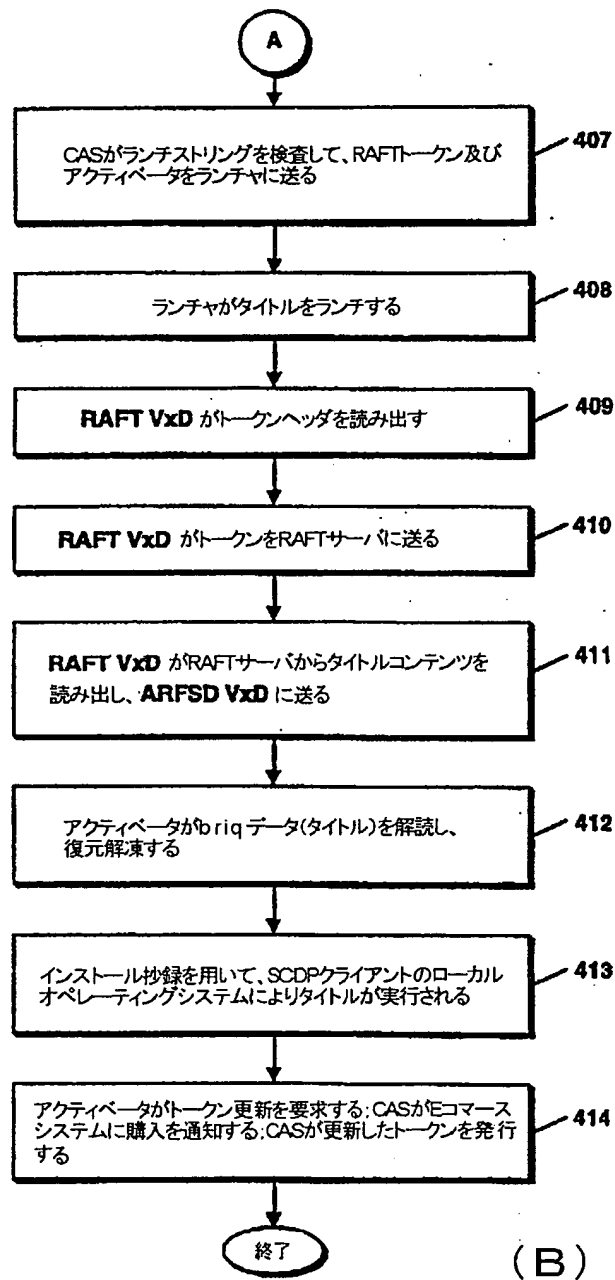 A
CASがランチストリングを検査して、RAFTトークン及び
アクティベータをランチャに送る
407
ランチャがタイトルをランチする
408
RAFT VxD がトークンヘッダを読み出す
409
RAFT VxD がトークンをRAFTサーバに送る
410
RAFT VxD がRAFTサーバからタイトルコンテンツを
読み出し、ARFSD VxD に送る
411
アクティベータがbriqデータ(タイトル)を解読し、
復元解凍する
412
インストール抄録を用いて、SCDPクライアントのローカル
オペレーティングシステムによりタイトルが実行される
413
アクティベータがトークン更新を要求する;CASがEコマース
システムに購入を通知する;CASが更新したトークンを発行
する
414
終了
(B)